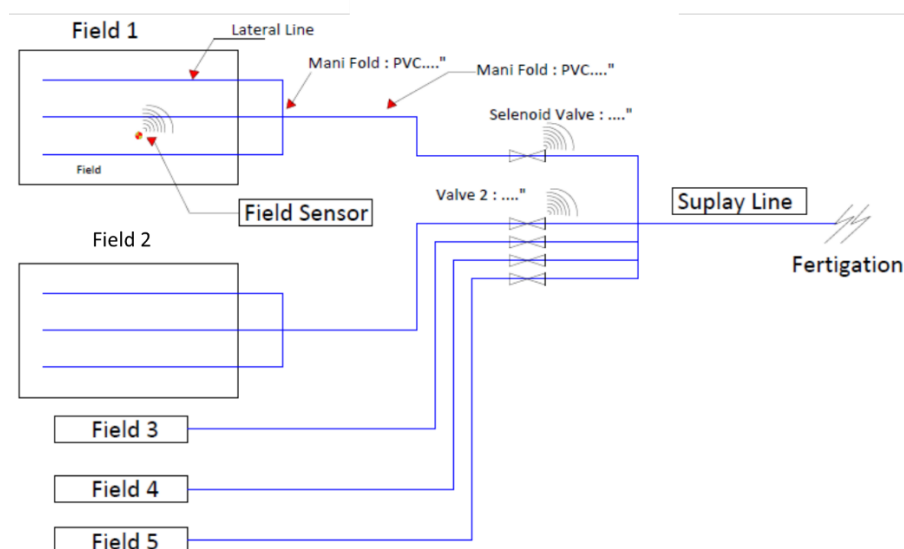 Field 1
Lateral Line
Mani Fold : PVC...."
Mani Fold : PVC...."
Selenoid Valve : ...."
Field
Valve 2 : ...."
Suplay Line
Field Sensor
Field 2
Fertigation
Field 3
Field 4
Field 5